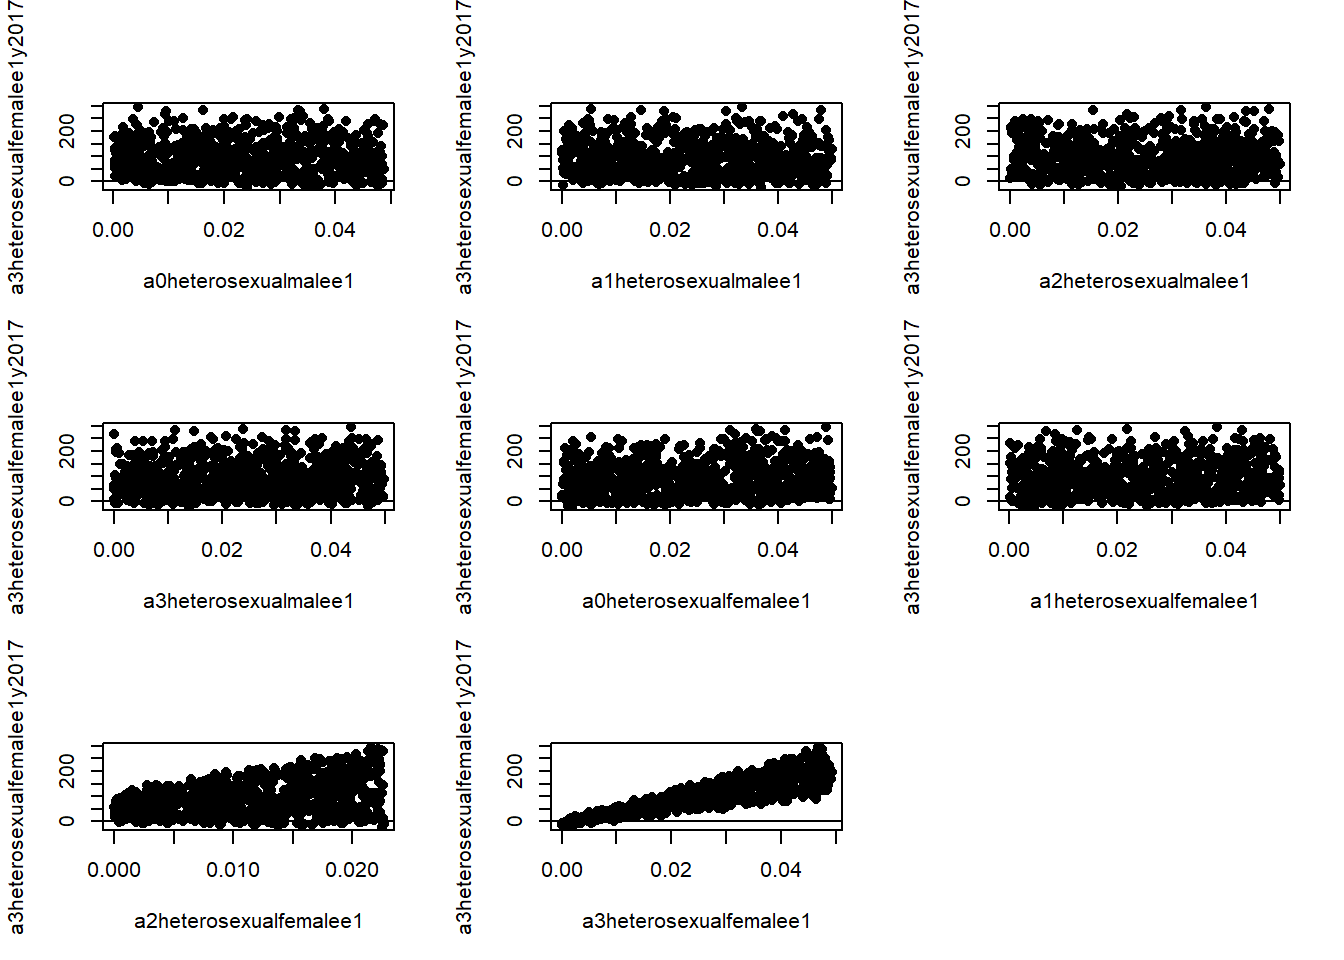 a3heterosexualfemalee1y2017
200
0
0.00 0.02 0.04
a0heterosexualmalee1
a3heterosexualfemalee1y2017
200
0
0.00 0.02 0.04
a1heterosexualmalee1
a3heterosexualfemalee1y2017
200
0
0.00 0.02 0.04
a2heterosexualmalee1
a3heterosexualfemalee1y2017
200
0
0.00 0.02 0.04
a3heterosexualmalee1
a3heterosexualfemalee1y2017
200
0
0.00 0.02 0.04
a0heterosexualfemalee1
a3heterosexualfemalee1y2017
200
0
0.00 0.02 0.04
a1heterosexualfemalee1
a3heterosexualfemalee1y2017
200
0
0.000 0.010 0.020
a2heterosexualfemalee1
a3heterosexualfemalee1y2017
200
0
0.00 0.02 0.04
a3heterosexualfemalee1